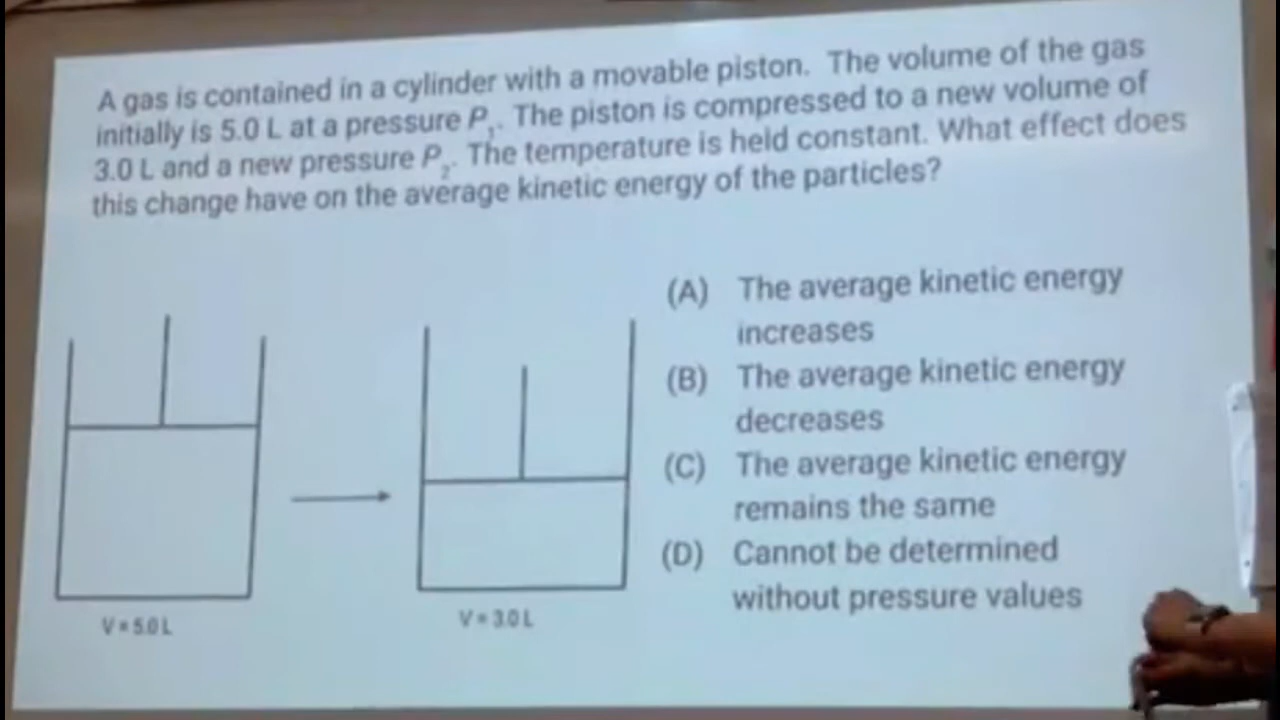 A gas is contained in a cylinder with a movable piston. The volume of the gas
initially is 5.0 L at a pressure P₁. The piston is compressed to a new volume of
3.0 L and a new pressure P₂. The temperature is held constant. What effect does
this change have on the average kinetic energy of the particles?
(A) The average kinetic energy
increases
(B) The average kinetic energy
decreases
(C) The average kinetic energy
remains the same
(D) Cannot be determined
without pressure values
V = 5.0 L
V = 3.0 L